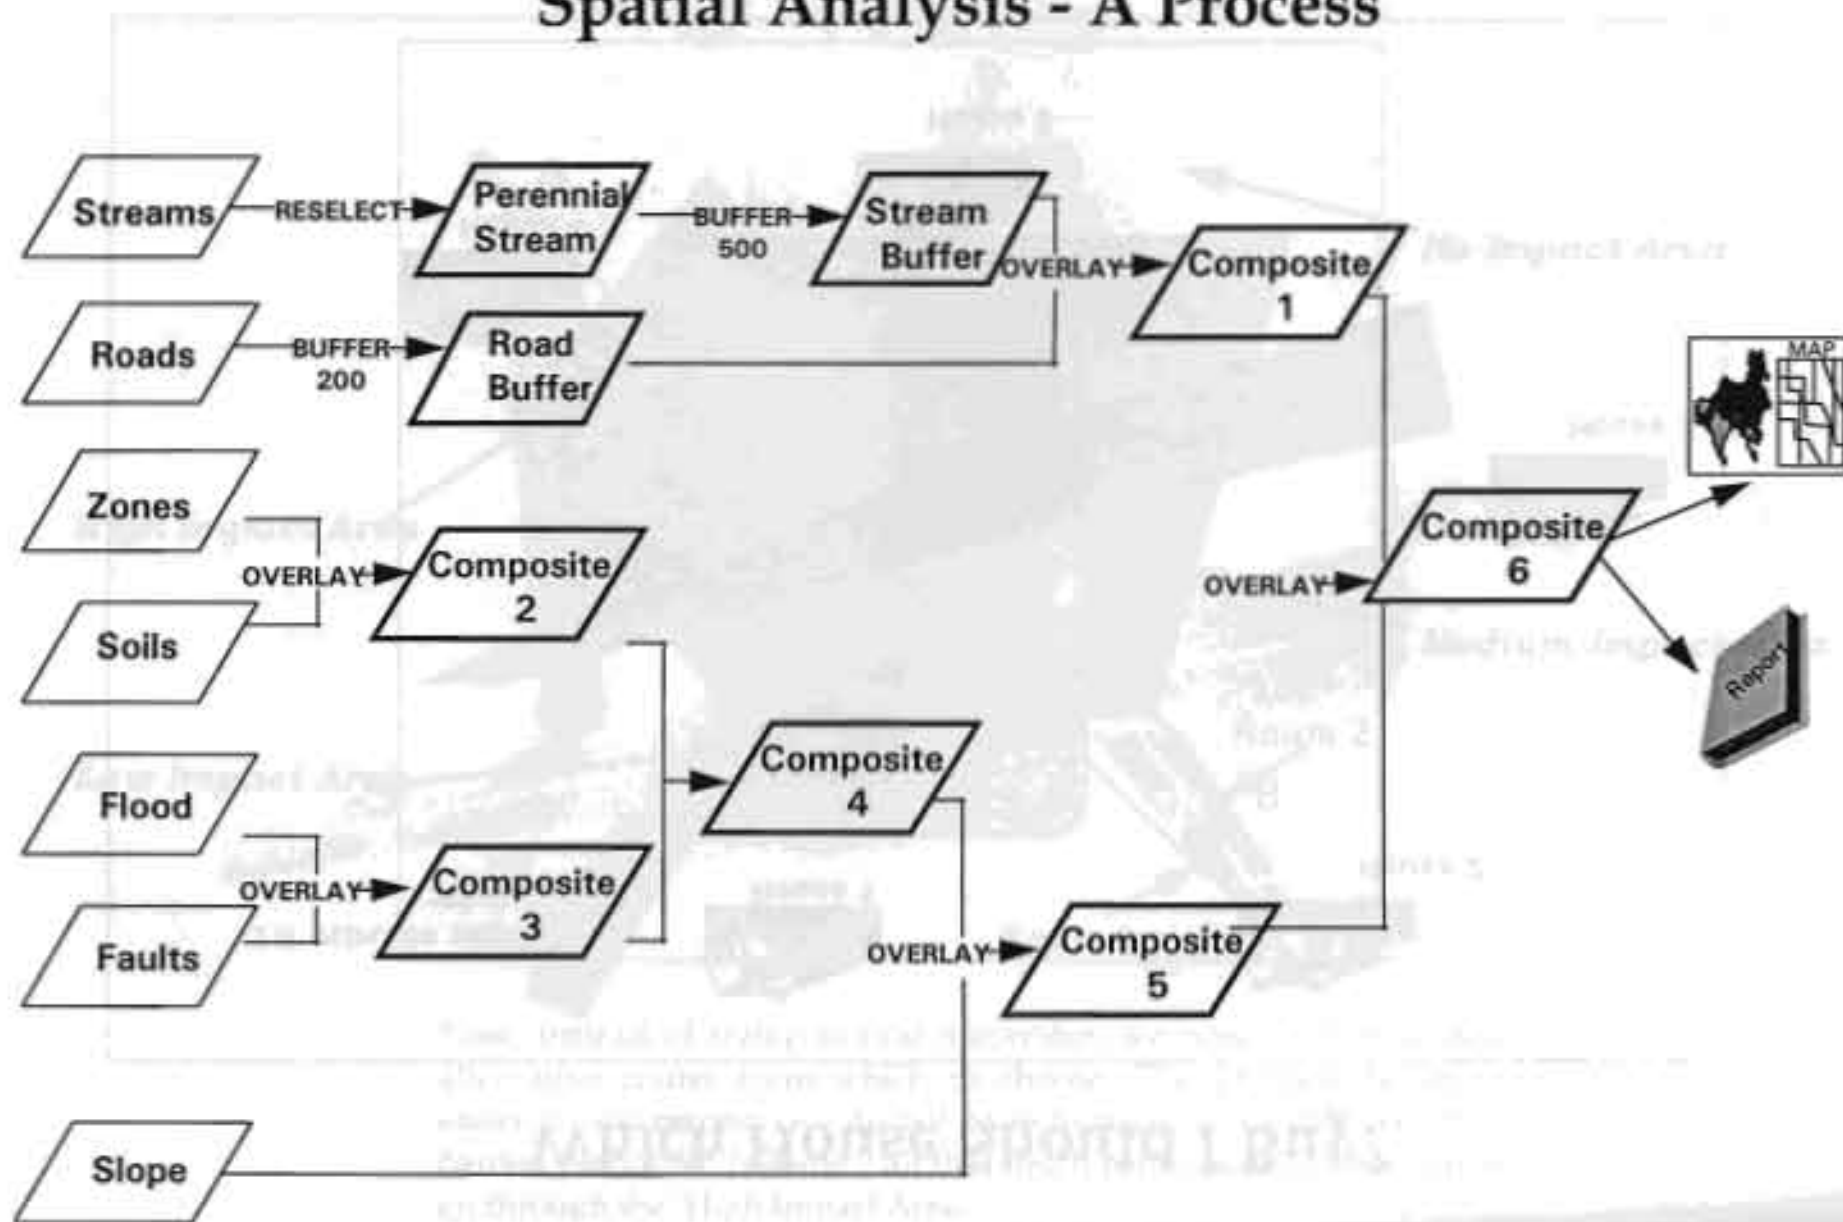 Spatial Analysis - A Process
Streams
RESELECT
Perennial
Stream
BUFFER
500
Stream
Buffer
OVERLAY
Composite
1
Roads
BUFFER
200
Road
Buffer
MAP
Zones
OVERLAY
Composite
2
Soils
OVERLAY
Composite
6
Report
Flood
OVERLAY
Composite
3
Faults
Composite
4
OVERLAY
Composite
5
Slope